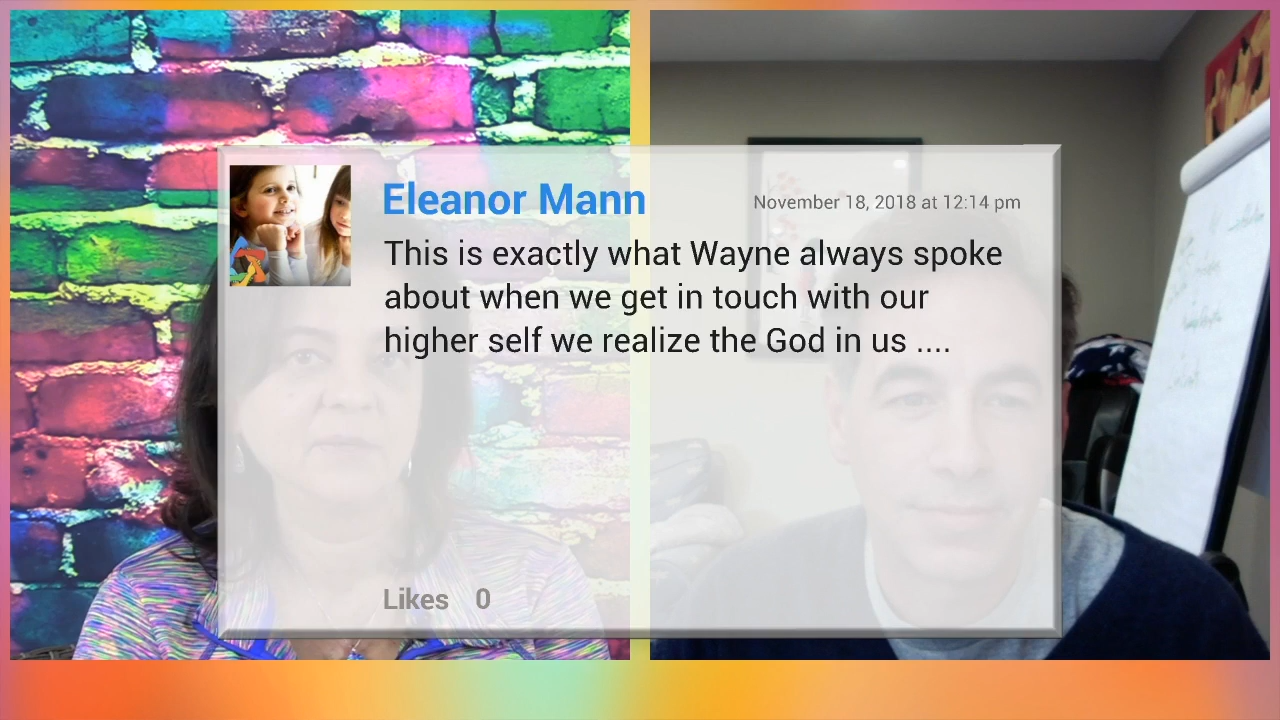 Eleanor Mann
November 18, 2018 at 12:14 pm
This is exactly what Wayne always spoke
about when we get in touch with our
higher self we realize the God in us ....
Likes 0